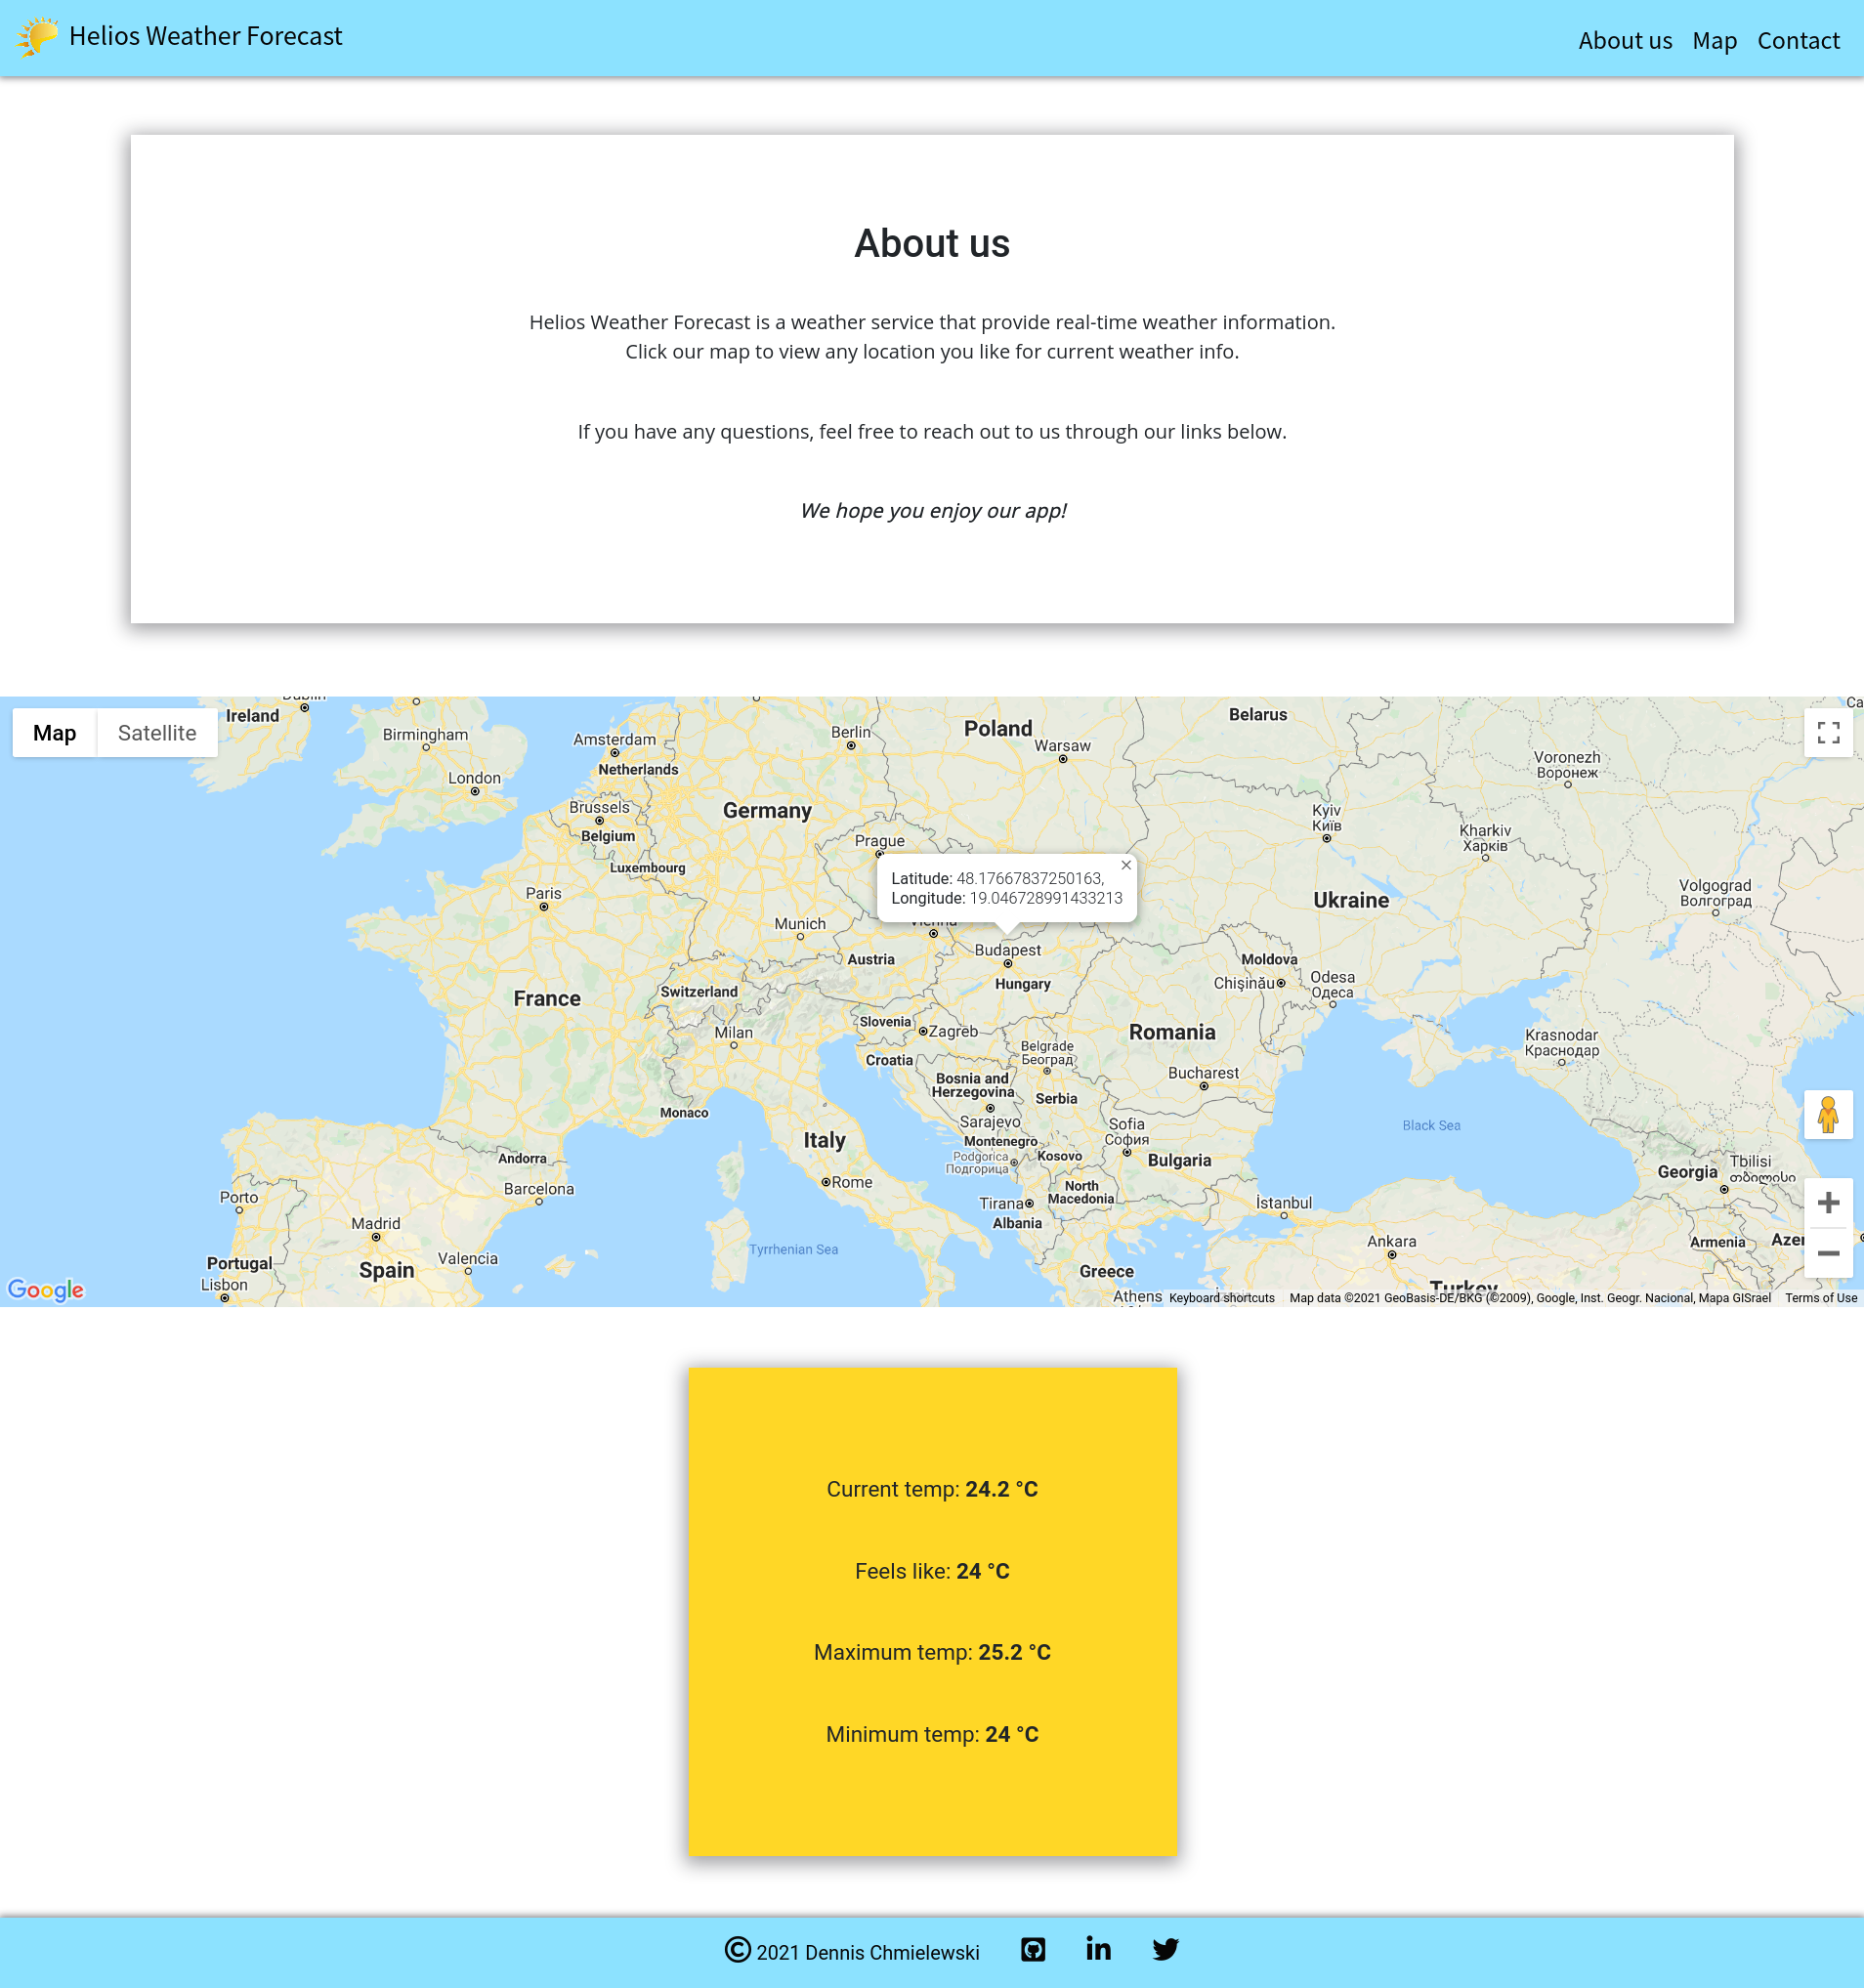 Helios Weather Forecast
About us Map Contact
About us
Helios Weather Forecast is a weather service that provide real-time weather information.
Click our map to view any location you like for current weather info.
If you have any questions, feel free to reach out to us through our links below.
We hope you enjoy our app!
Map Satellite
Dublin
Ireland
Birmingham
London
Amsterdam
Netherlands
Brussels
Belgium
Luxembourg
Berlin
Germany
Poland
Warsaw
Belarus
Prague
Paris
Munich
Vienna
Latitude: 48.17667837250163,
Longitude: 19.046728991433213
Kyiv
Київ
Kharkiv
Харків
Voronezh
Воронеж
Volgograd
Волгоград
Ukraine
Budapest
Austria
Hungary
Moldova
Chișinău
Odesa
Одеса
France
Switzerland
Milan
Slovenia
Zagreb
Croatia
Belgrade
Београд
Romania
Bucharest
Krasnodar
Краснодар
Bosnia and
Herzegovina
Sarajevo
Serbia
Monaco
Italy
Montenegro
Podgorica
Подгорица
Kosovo
Sofia
София
Bulgaria
Black Sea
Andorra
Barcelona
Rome
North
Macedonia
Tirana
Albania
İstanbul
Georgia
Tbilisi
თბილისი
Porto
Madrid
Valencia
Portugal
Spain
Lisbon
Tyrrhenian Sea
Greece
Athens
Ankara
Turkey
Armenia
Azer
Ca
Google
Keyboard shortcuts Map data ©2021 GeoBasis-DE/BKG (©2009), Google, Inst. Geogr. Nacional, Mapa GISrael Terms of Use
Current temp: 24.2 °C
Feels like: 24 °C
Maximum temp: 25.2 °C
Minimum temp: 24 °C
© 2021 Dennis Chmielewski
in